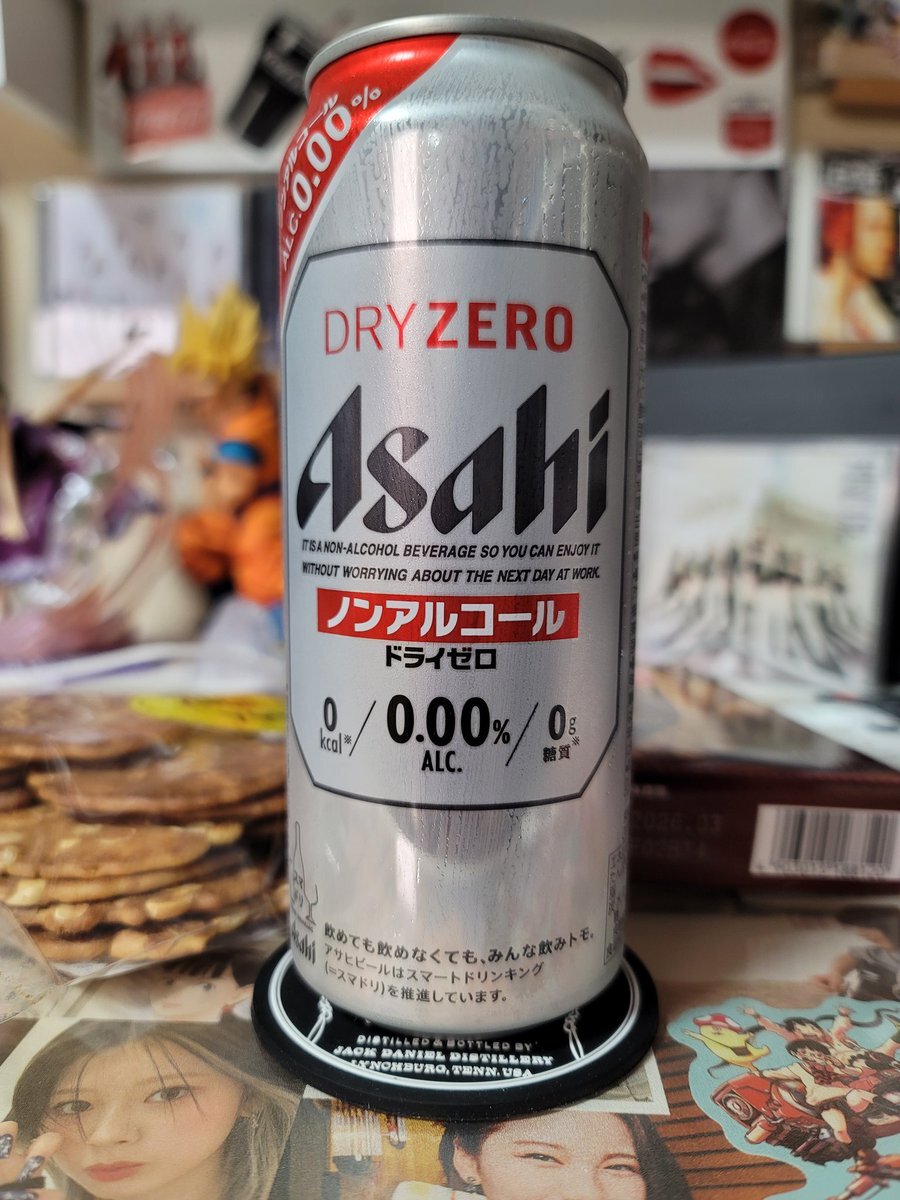 ノンアルコール
ALC.0.00%
DRYZERO
Asahi
IT IS A NON-ALCOHOL BEVERAGE SO YOU CAN ENJOY IT
WITHOUT WORRYING ABOUT THE NEXT DAY AT WORK.
ノンアルコール
ドライゼロ
0 kcal※ / 0.00% ALC. / 0g 糖質※
飲めても飲めなくても、みんな飲みトモ。
アサヒビールはスマートドリンキング
(=スマドリ)を推進しています。
Asahi
DISTILLED & BOTTLED BY
JACK DANIEL DISTILLERY
LYNCHBURG, TENN. USA
2026.03